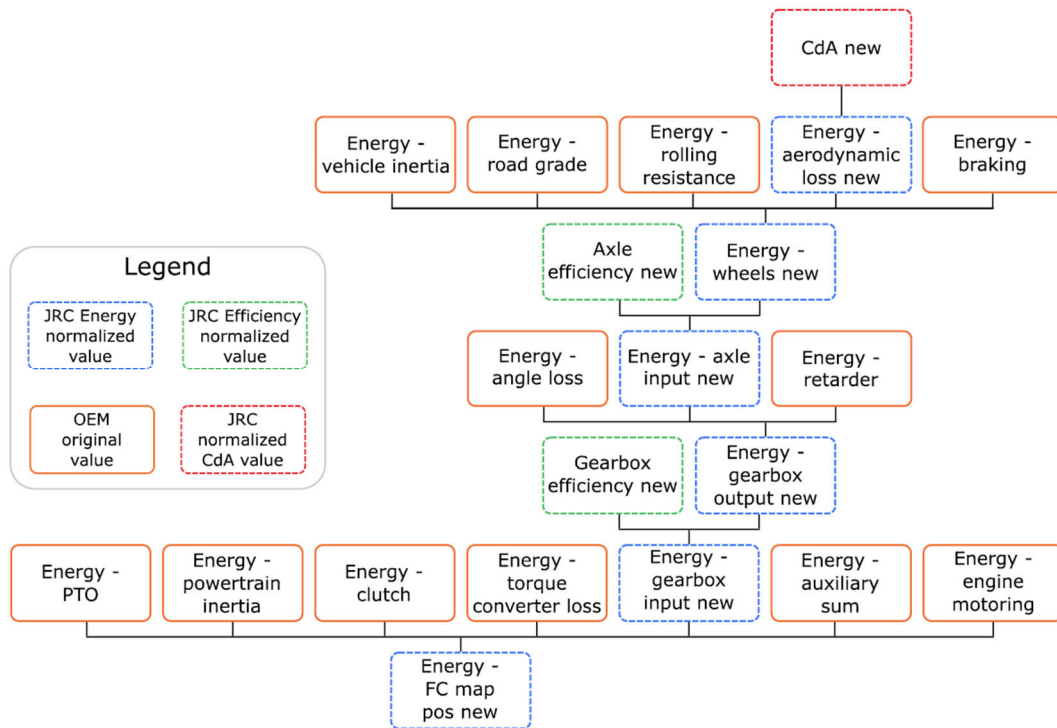 CdA new
Energy -
vehicle inertia
Energy -
road grade
Energy -
rolling
resistance
Energy -
aerodynamic
loss new
Energy -
braking
Axle
efficiency new
Energy -
wheels new
Legend
JRC Energy
normalized
value
JRC Efficiency
normalized
value
OEM
original
value
JRC
normalized
CdA value
Energy -
angle loss
Energy - axle
input new
Energy -
retarder
Gearbox
efficiency new
Energy -
gearbox
output new
Energy -
PTO
Energy -
powertrain
inertia
Energy -
clutch
Energy -
torque
converter loss
Energy -
gearbox
input new
Energy -
auxiliary
sum
Energy -
engine
motoring
Energy -
FC map
pos new